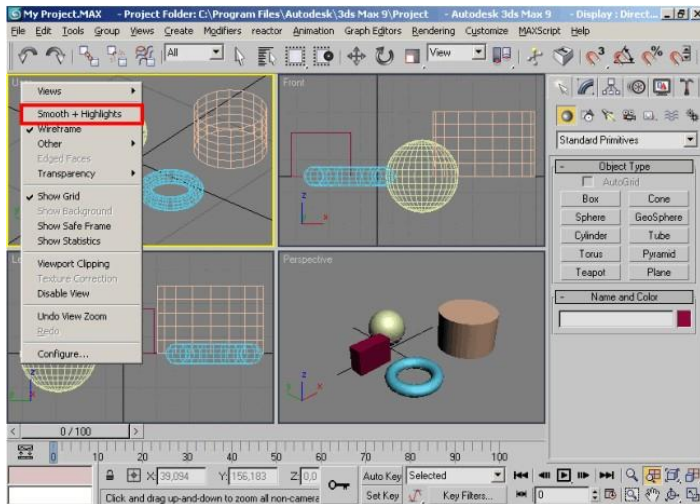 My Project.MAX - Project Folder: C:\Program Files\Autodesk\3ds Max 9\Project - Autodesk 3ds Max 9 - Display : Direct...
File Edit Tools Group Views Create Modifiers reactor Animation Graph Editors Rendering Customize MAXScript Help
All View
Front
Views
Smooth + Highlights
Wireframe
Other
Edged Faces
Transparency
Show Grid
Show Background
Show Safe Frame
Show Statistics
Viewport Clipping
Texture Correction
Disable View
Undo View Zoom
Redo
Configure...
z
x
Perspective
Standard Primitives
- Object Type
AutoGrid
Box Cone
Sphere GeoSphere
Cylinder Tube
Torus Pyramid
Teapot Plane
- Name and Color
0 / 100
0 10 20 30 40 50 60 70 80 90 100
X: 39,094 Y: 156,183 Z: 0,0 Auto Key Selected
Click and drag up-and-down to zoom all non-camera Set Key Key Filters... 0